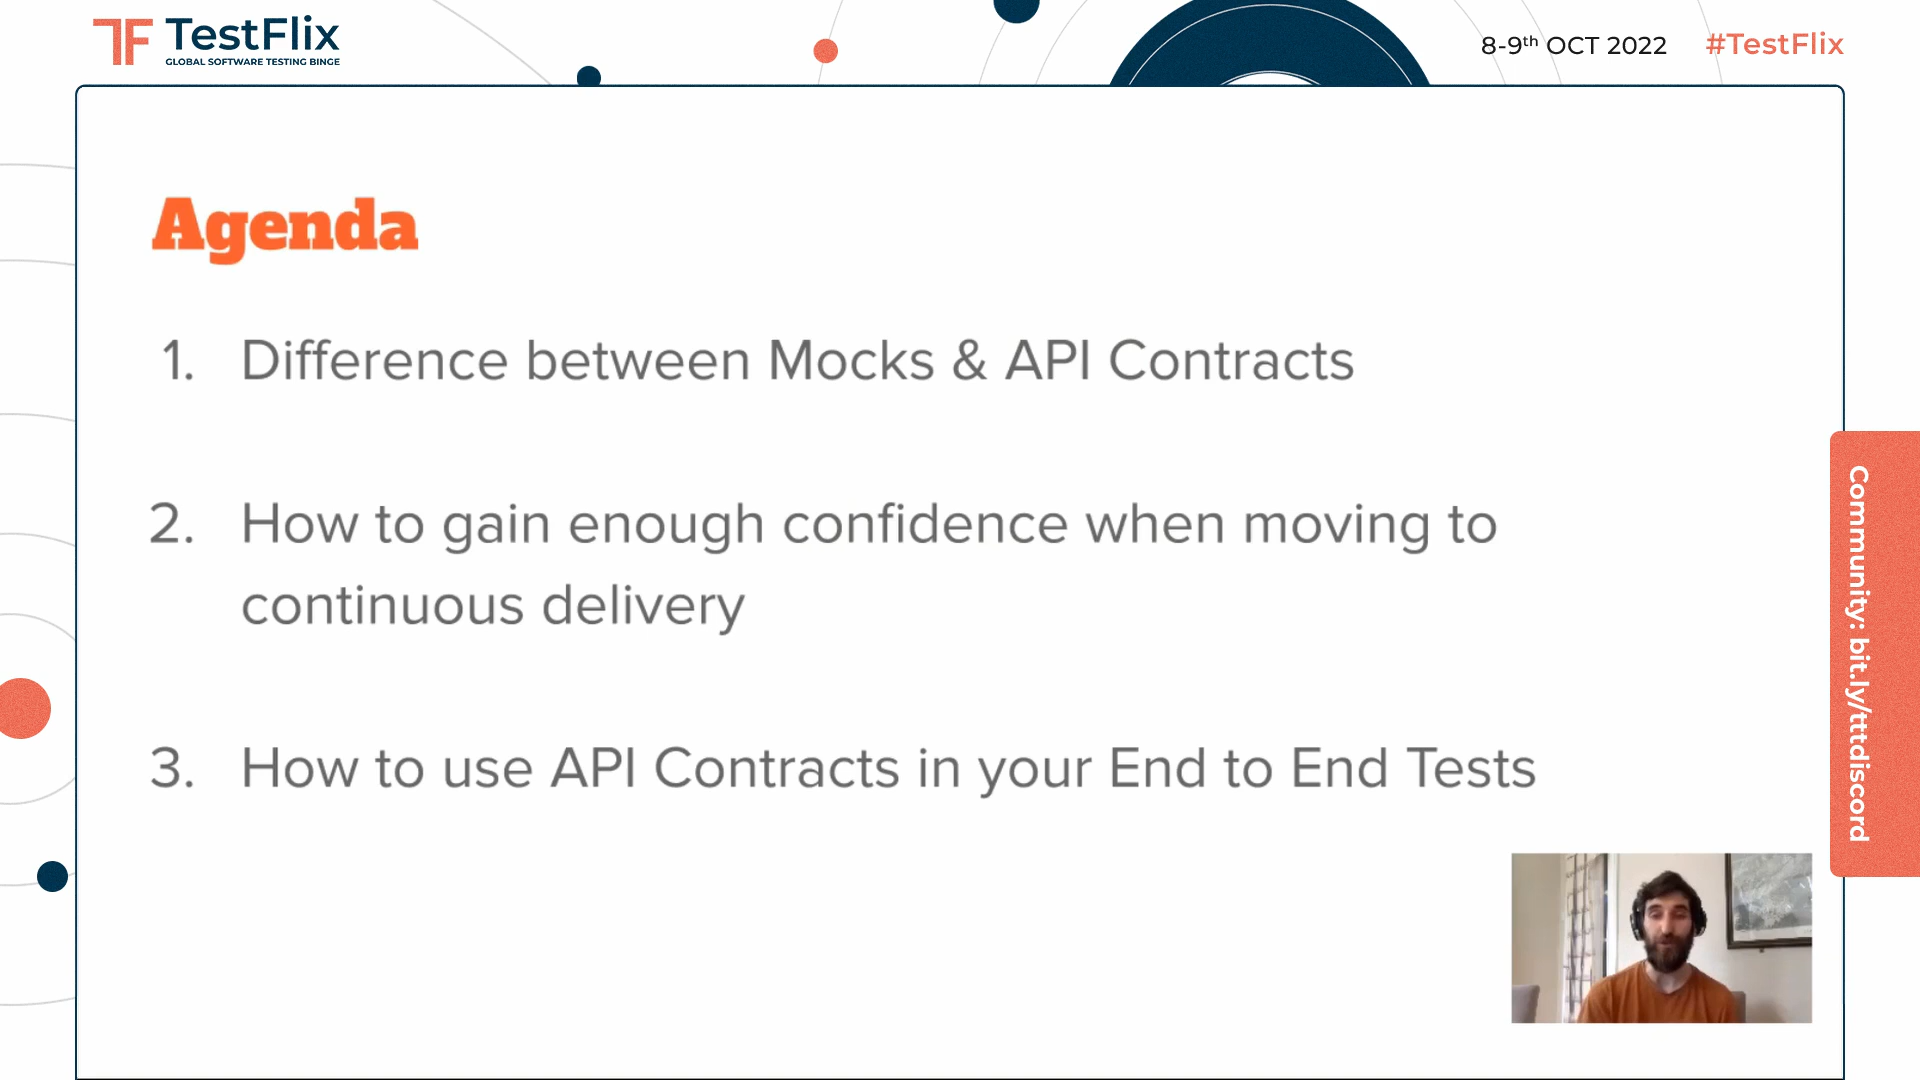 TF TestFlix
GLOBAL SOFTWARE TESTING BINGE
8-9th OCT 2022 #TestFlix
Agenda
1. Difference between Mocks & API Contracts
2. How to gain enough confidence when moving to
continuous delivery
3. How to use API Contracts in your End to End Tests
Community: bit.ly/tttdiscord